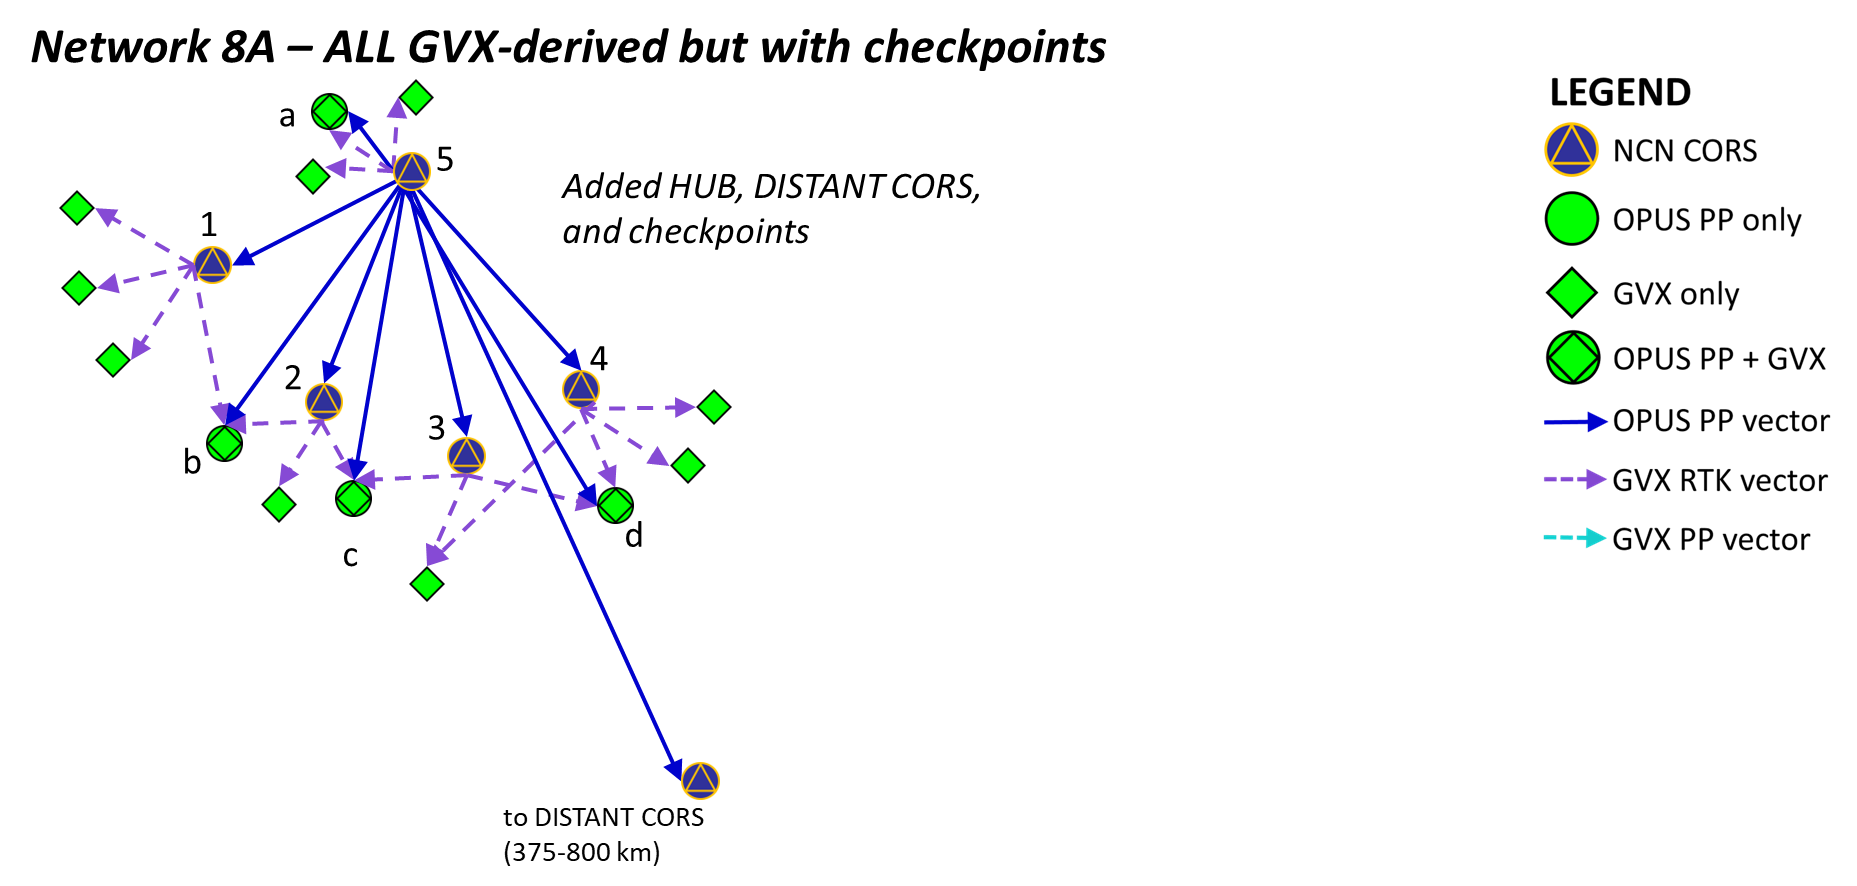 Network 8A – ALL GVX-derived but with checkpoints
a
5
1
Added HUB, DISTANT CORS,
and checkpoints
2
4
3
b
c
d
to DISTANT CORS
(375-800 km)
LEGEND
NCN CORS
OPUS PP only
GVX only
OPUS PP + GVX
OPUS PP vector
GVX RTK vector
GVX PP vector